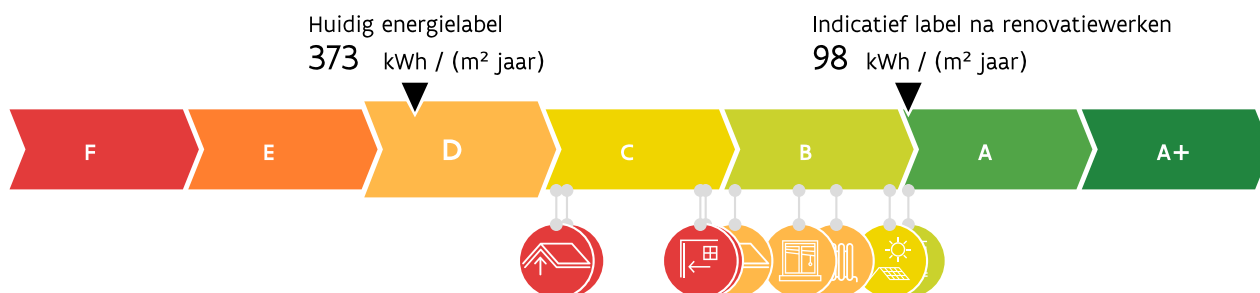 Huidig energielabel
373 kWh / (m² jaar)
Indicatief label na renovatiewerken
98 kWh / (m² jaar)
F E D C B A A+